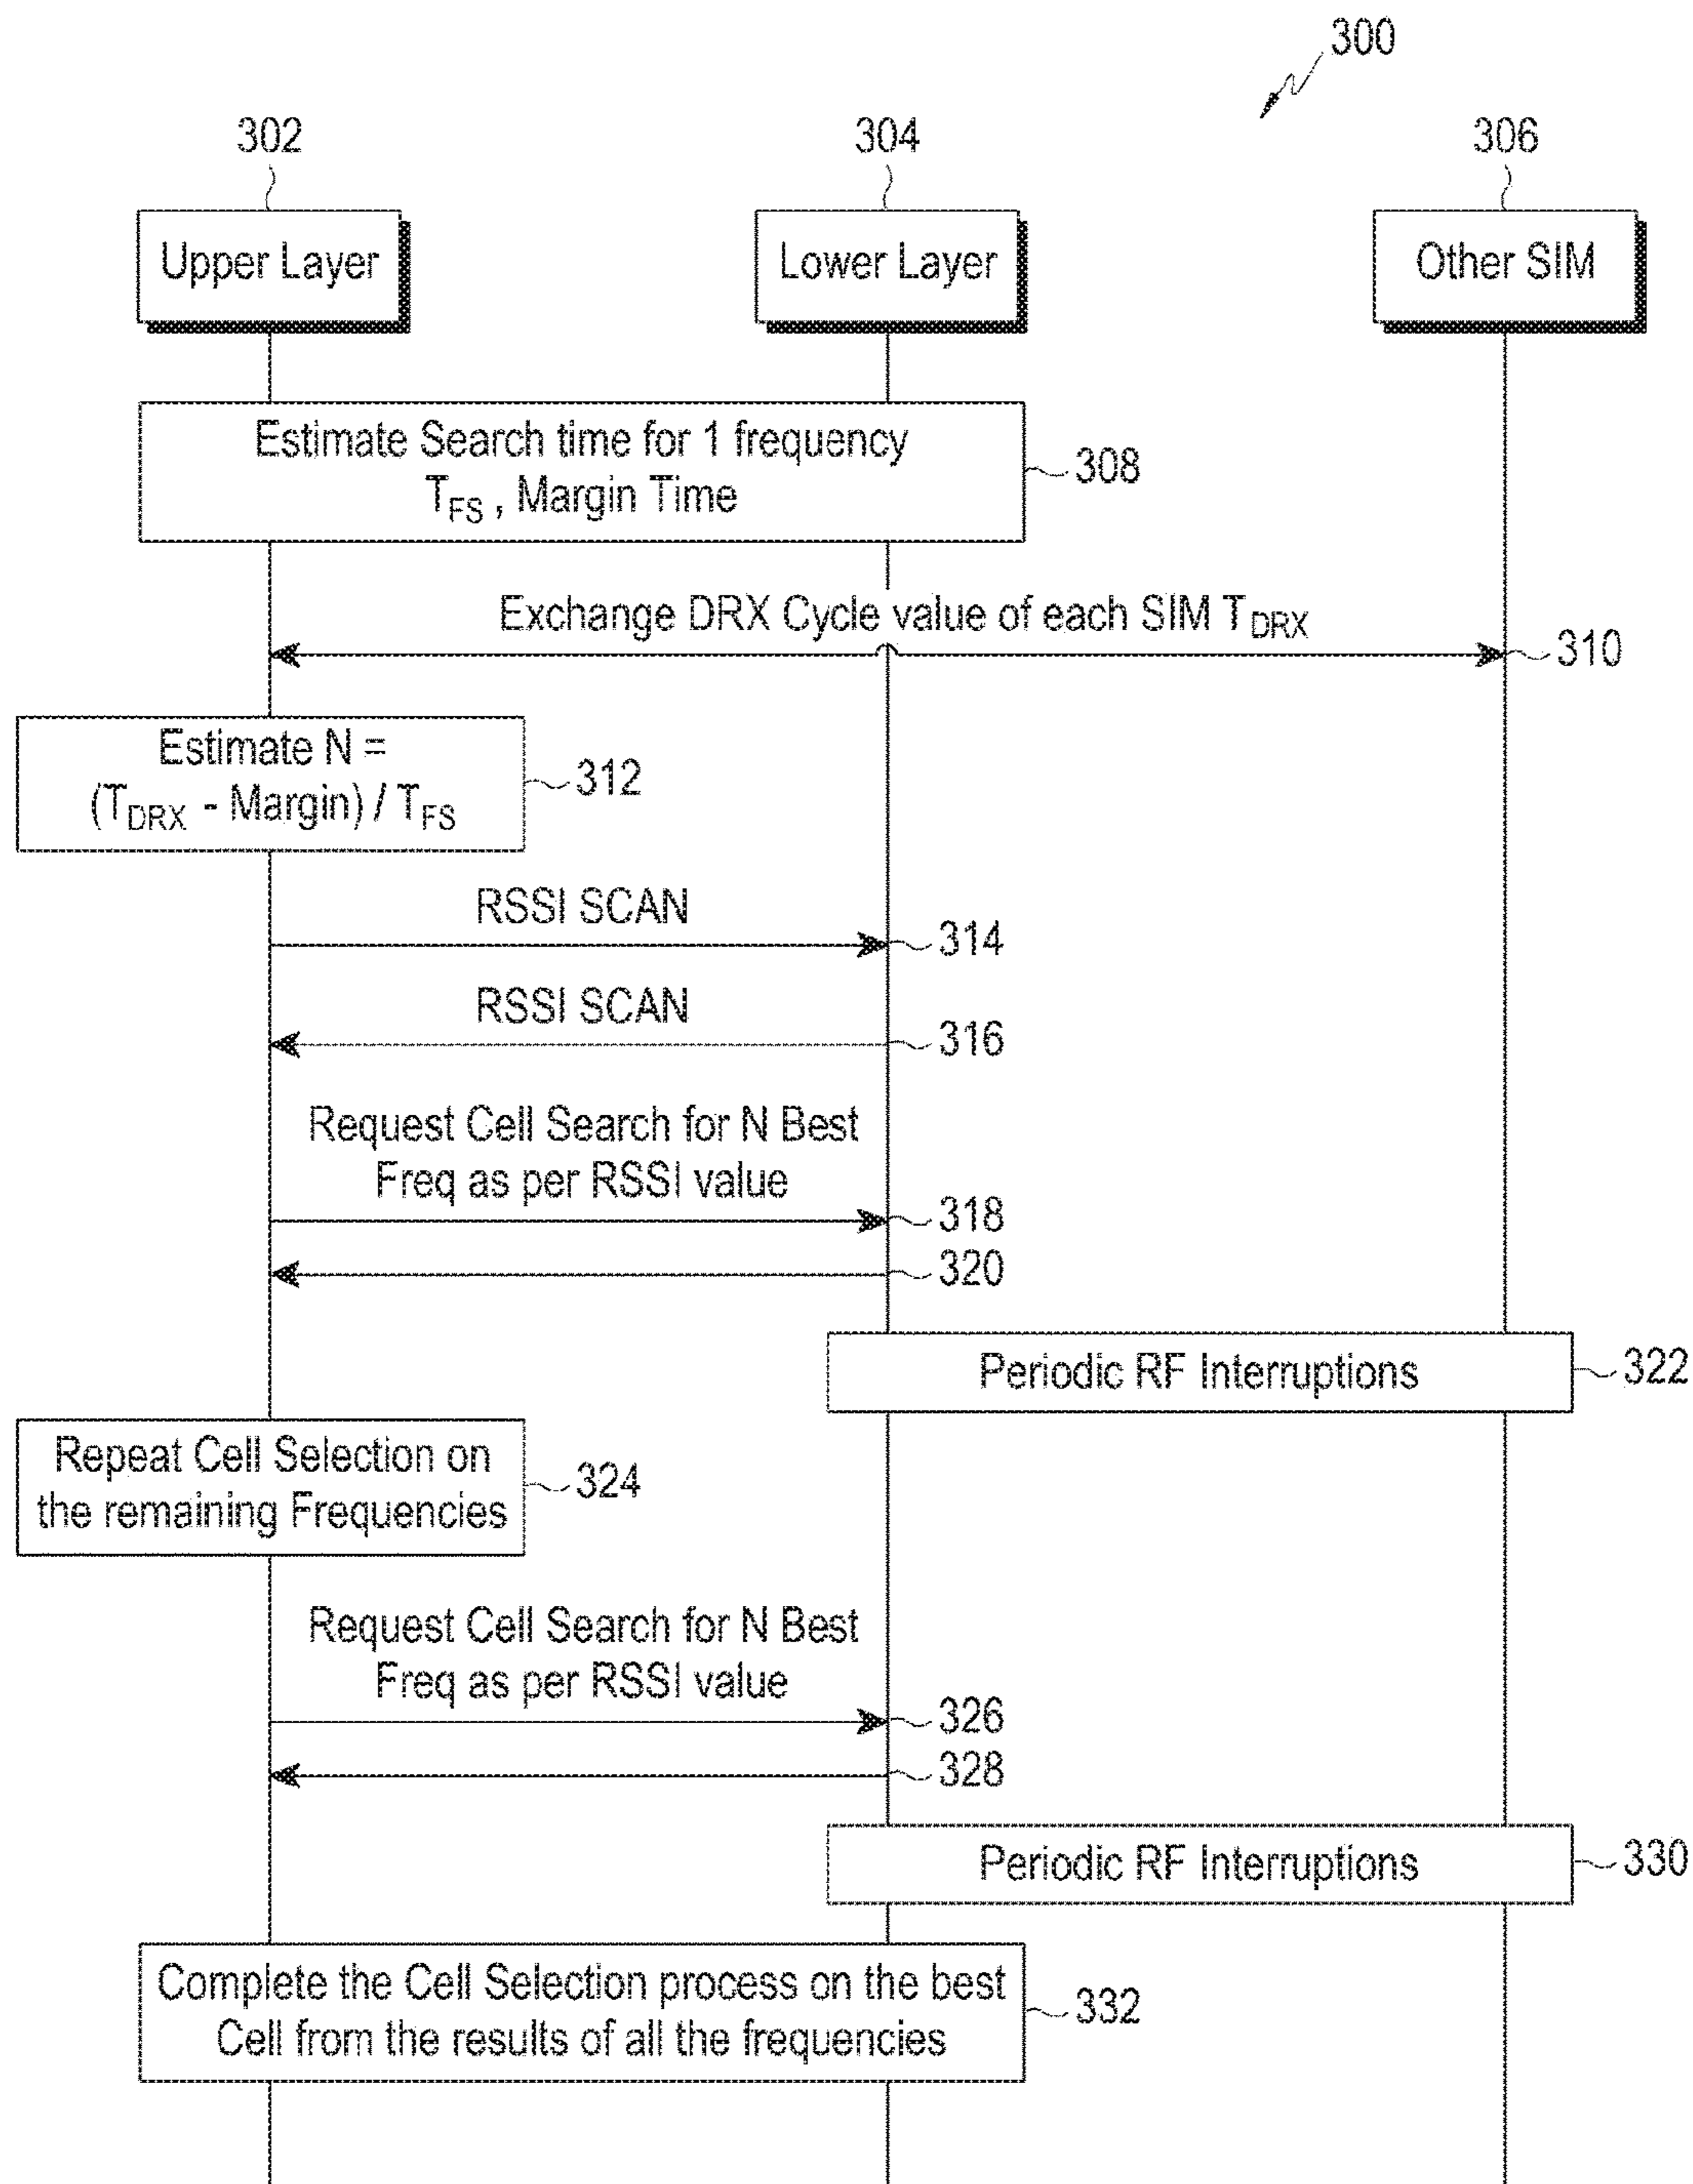 300
302
304
306
Upper Layer
Lower Layer
Other SIM
Estimate Search time for 1 frequency
T_FS , Margin Time
308
Exchange DRX Cycle value of each SIM T_DRX
310
Estimate N =
(T_DRX - Margin) / T_FS
312
RSSI SCAN
314
RSSI SCAN
316
Request Cell Search for N Best
Freq as per RSSI value
318
320
Periodic RF Interruptions
322
Repeat Cell Selection on
the remaining Frequencies
324
Request Cell Search for N Best
Freq as per RSSI value
326
328
Periodic RF Interruptions
330
Complete the Cell Selection process on the best
Cell from the results of all the frequencies
332